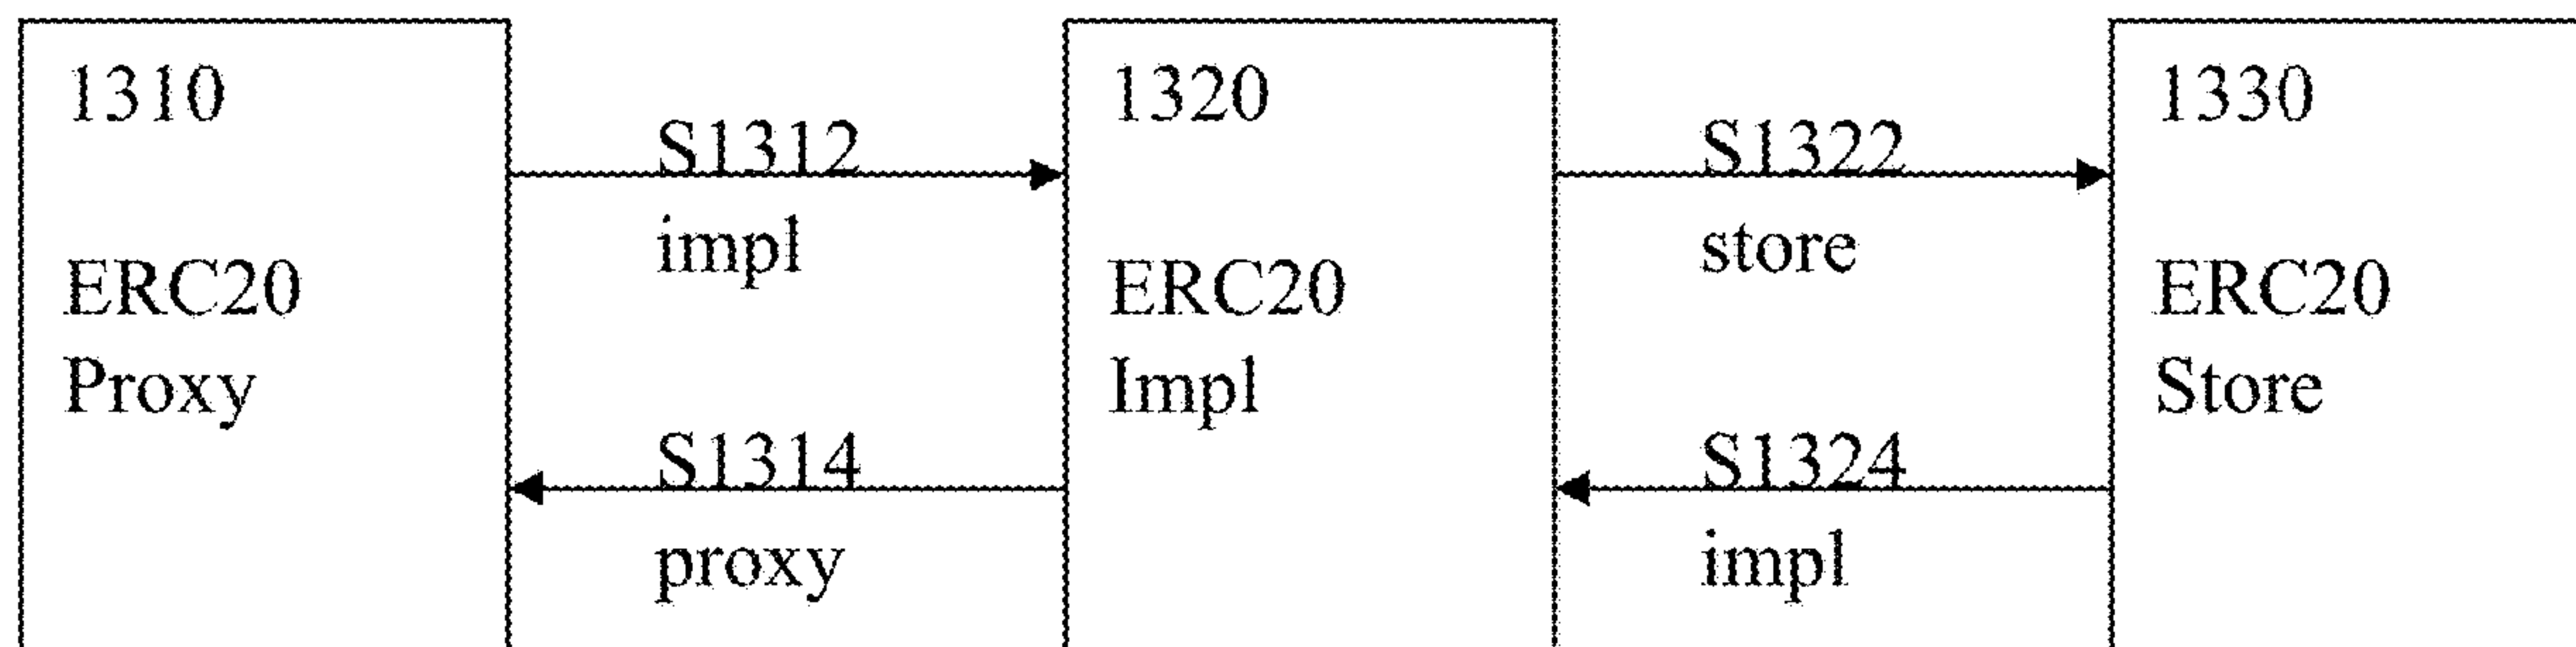 1310
ERC20
Proxy
S1312
impl
S1314
proxy
1320
ERC20
Impl
S1322
store
S1324
impl
1330
ERC20
Store